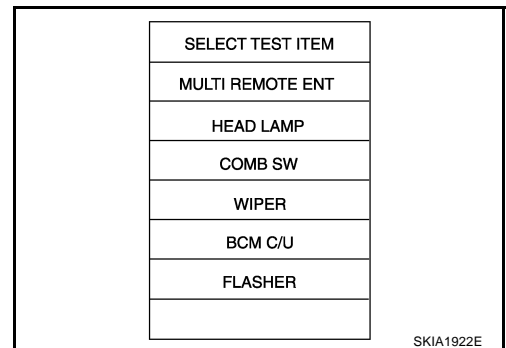 SELECT TEST ITEM
MULTI REMOTE ENT
HEAD LAMP
COMB SW
WIPER
BCM C/U
FLASHER
SKIA1922E